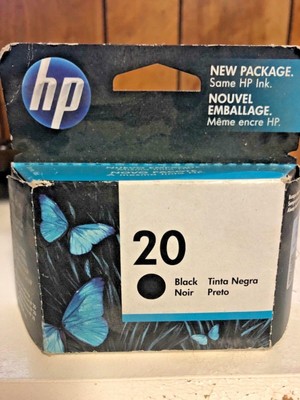 hp
NEW PACKAGE.
Same HP Ink.
NOUVEL
EMBALLAGE.
Même encre HP.
20
Black Tinta Negra
Noir Preto